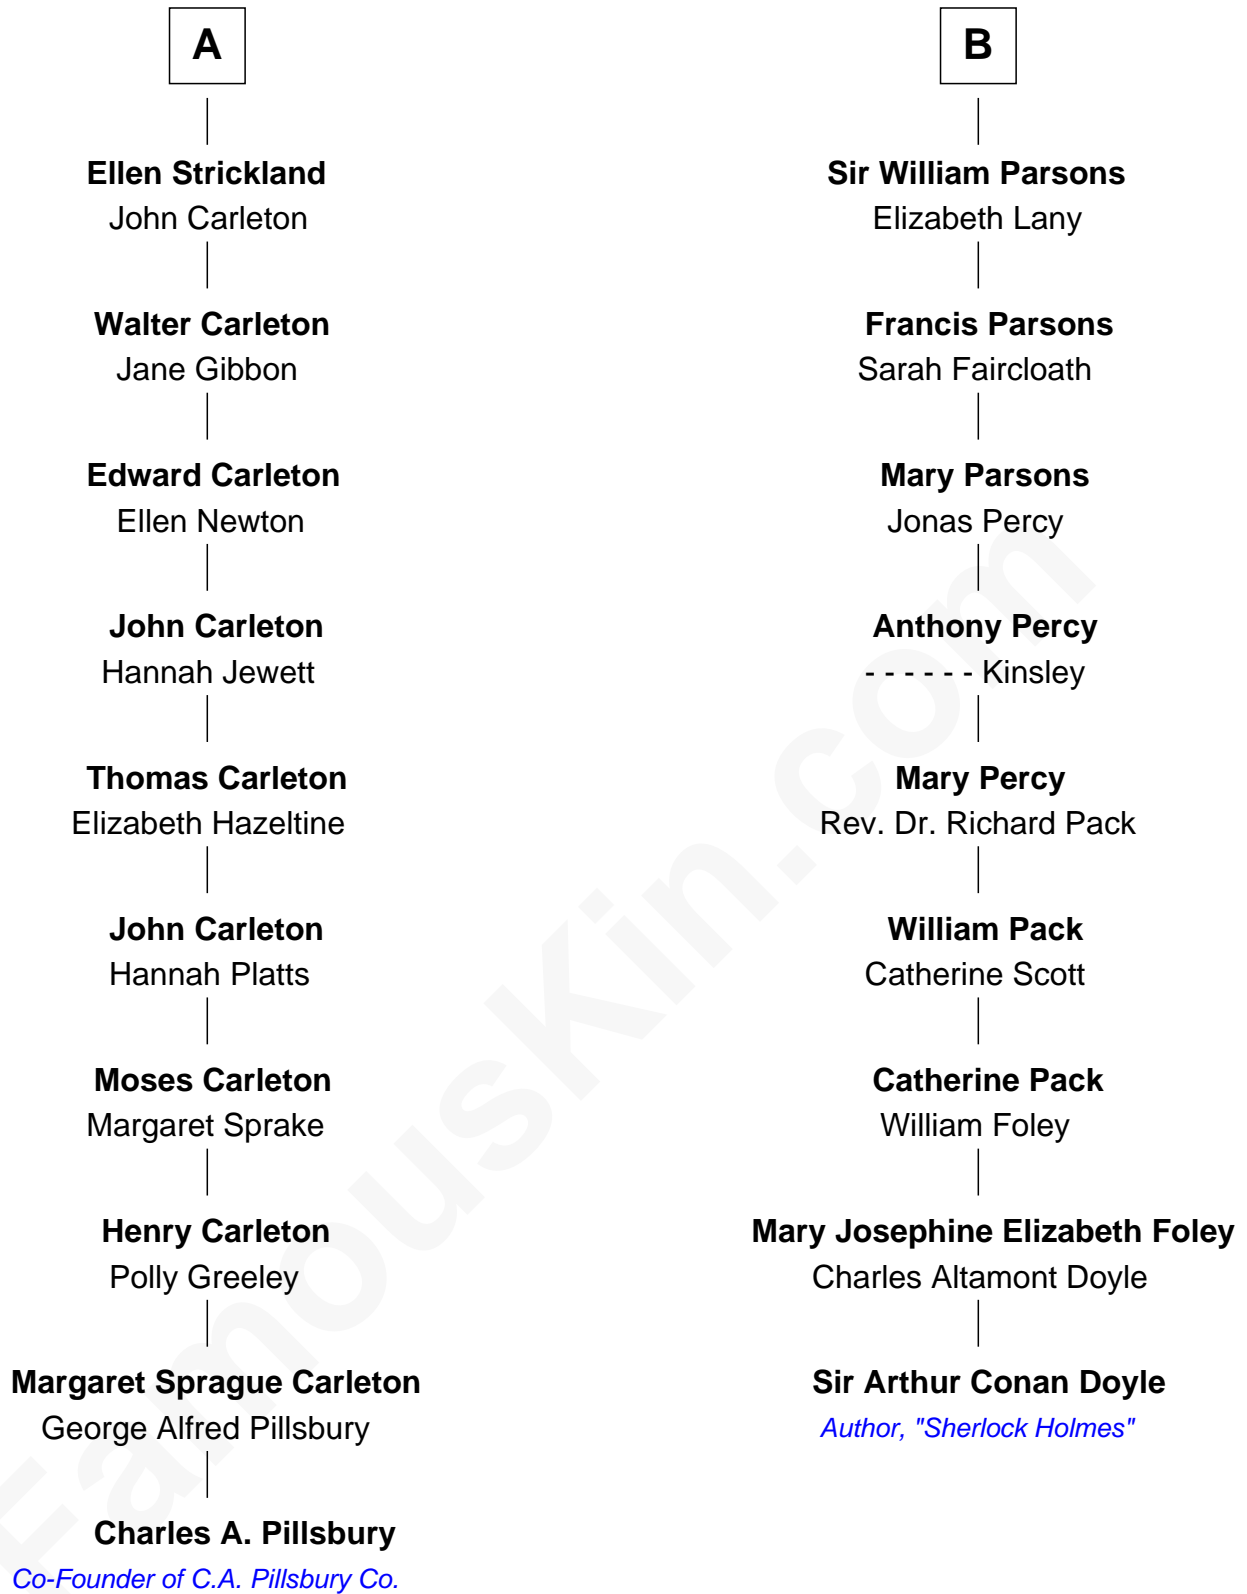 A
Ellen Strickland
John Carleton
Walter Carleton
Jane Gibbon
Edward Carleton
Ellen Newton
John Carleton
Hannah Jewett
Thomas Carleton
Elizabeth Hazeltine
John Carleton
Hannah Platts
Moses Carleton
Margaret Sprake
Henry Carleton
Polly Greeley
Margaret Sprague Carleton
George Alfred Pillsbury
Charles A. Pillsbury
Co-Founder of C.A. Pillsbury Co.
B
Sir William Parsons
Elizabeth Lany
Francis Parsons
Sarah Faircloath
Mary Parsons
Jonas Percy
Anthony Percy
- - - - - - Kinsley
Mary Percy
Rev. Dr. Richard Pack
William Pack
Catherine Scott
Catherine Pack
William Foley
Mary Josephine Elizabeth Foley
Charles Altamont Doyle
Sir Arthur Conan Doyle
Author, "Sherlock Holmes"
FamousKin.com